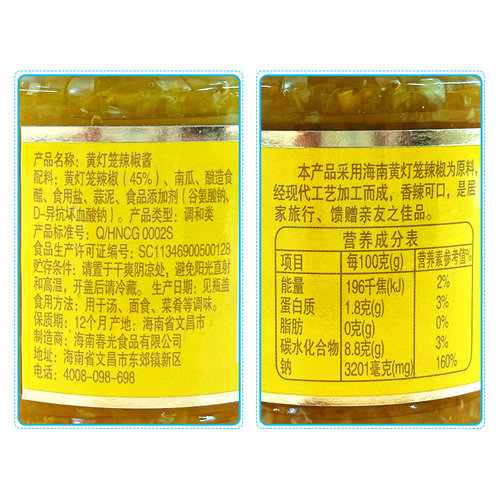 产品名称：黄灯笼辣椒酱
配料：黄灯笼辣椒（45%）、南瓜、酿造食
醋、食用盐、蒜泥、食品添加剂（谷氨酸钠、
D-异抗坏血酸钠）。产品类型：调和类
产品标准号：Q/HNCG 0002S
食品生产许可证编号：SC11346900500128
贮存条件：请置于干爽阴凉处，避免阳光直射
和高温，开盖后请冷藏。生产日期：见瓶盖
食用方法：用于汤、面食、菜肴等调味。
保质期：12个月 产地：海南省文昌市
制造商：海南春光食品有限公司
地址：海南省文昌市东郊镇新区
电话：4008-098-698
本产品采用海南黄灯笼辣椒为原料，
经现代工艺加工而成，香辣可口，是居
家旅行、馈赠亲友之佳品。
营养成分表
项目 每100克(g) 营养素参考值%
能量 196千焦(kJ) 2%
蛋白质 1.8克(g) 3%
脂肪 0克(g) 0%
碳水化合物 8.8克(g) 3%
钠 3201毫克(mg) 160%